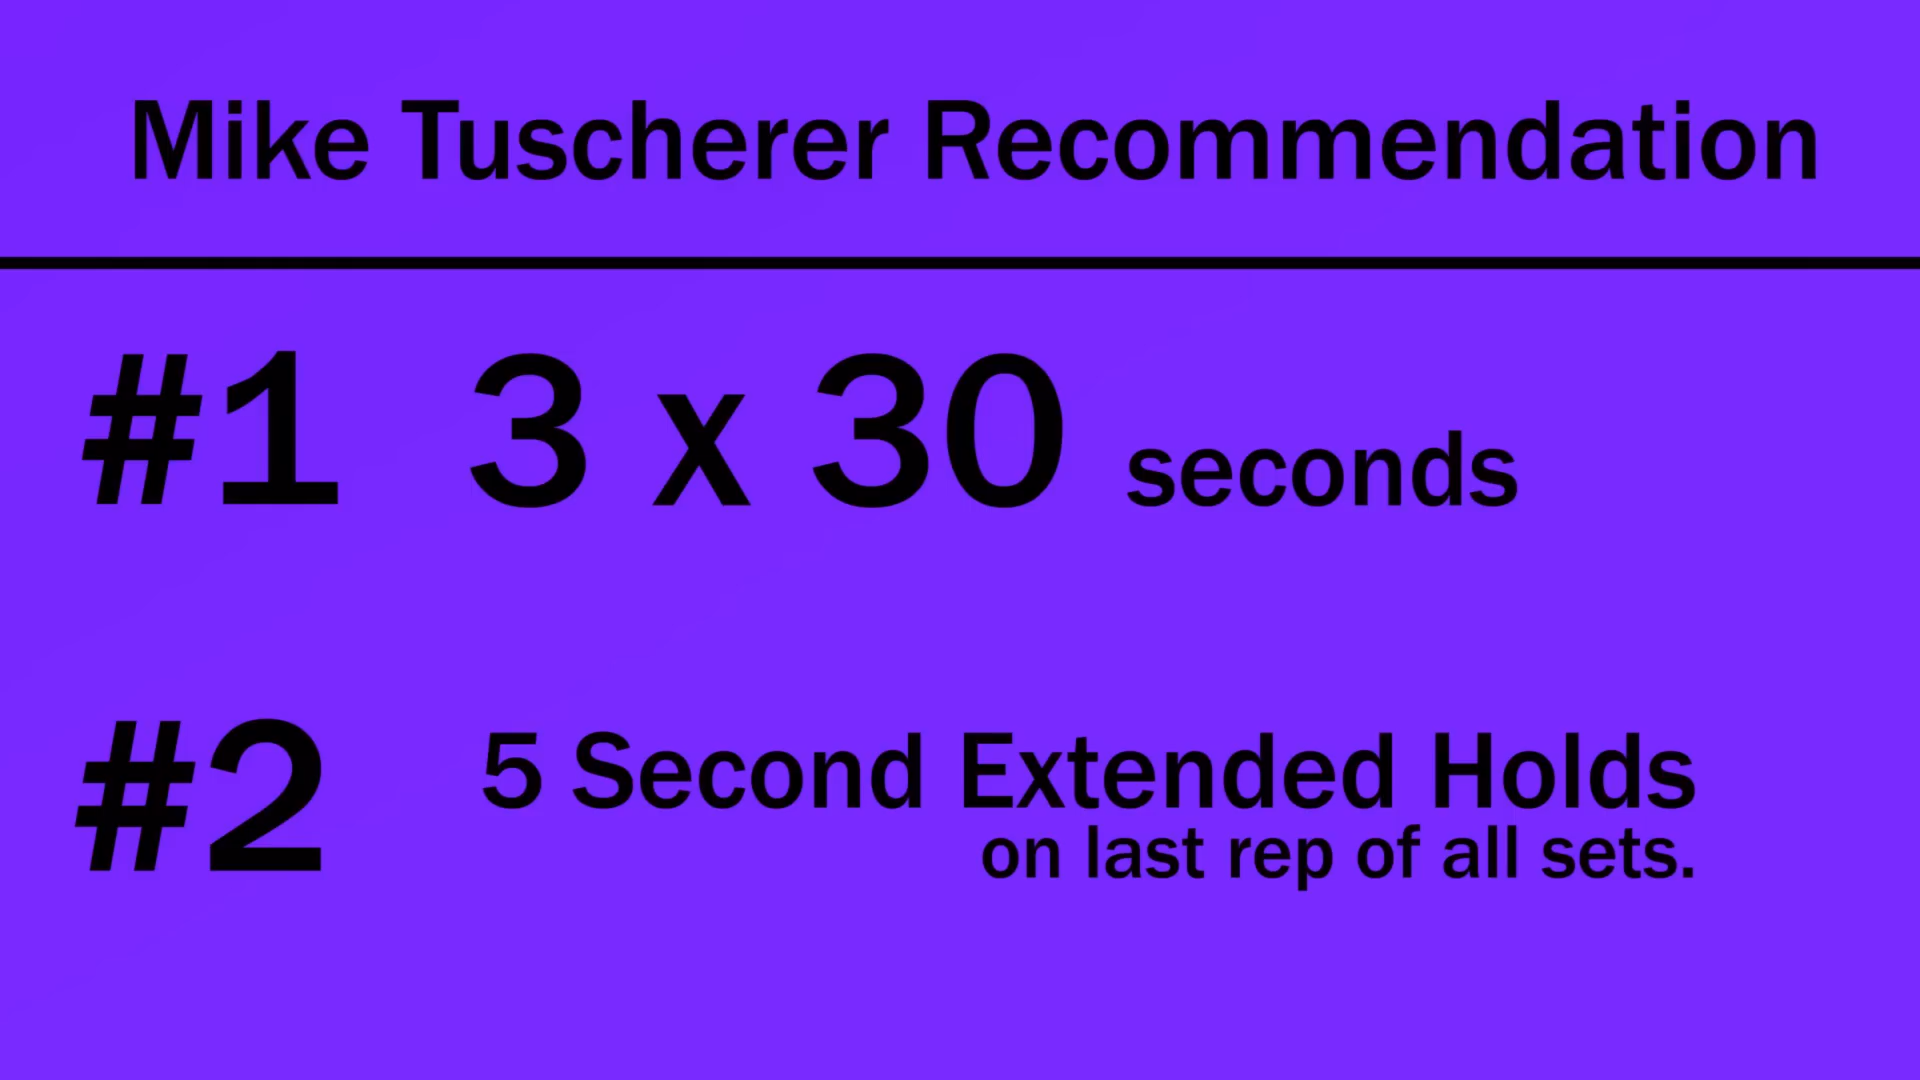 Mike Tuscherer Recommendation
#1 3 x 30 seconds
#2 5 Second Extended Holds
on last rep of all sets.